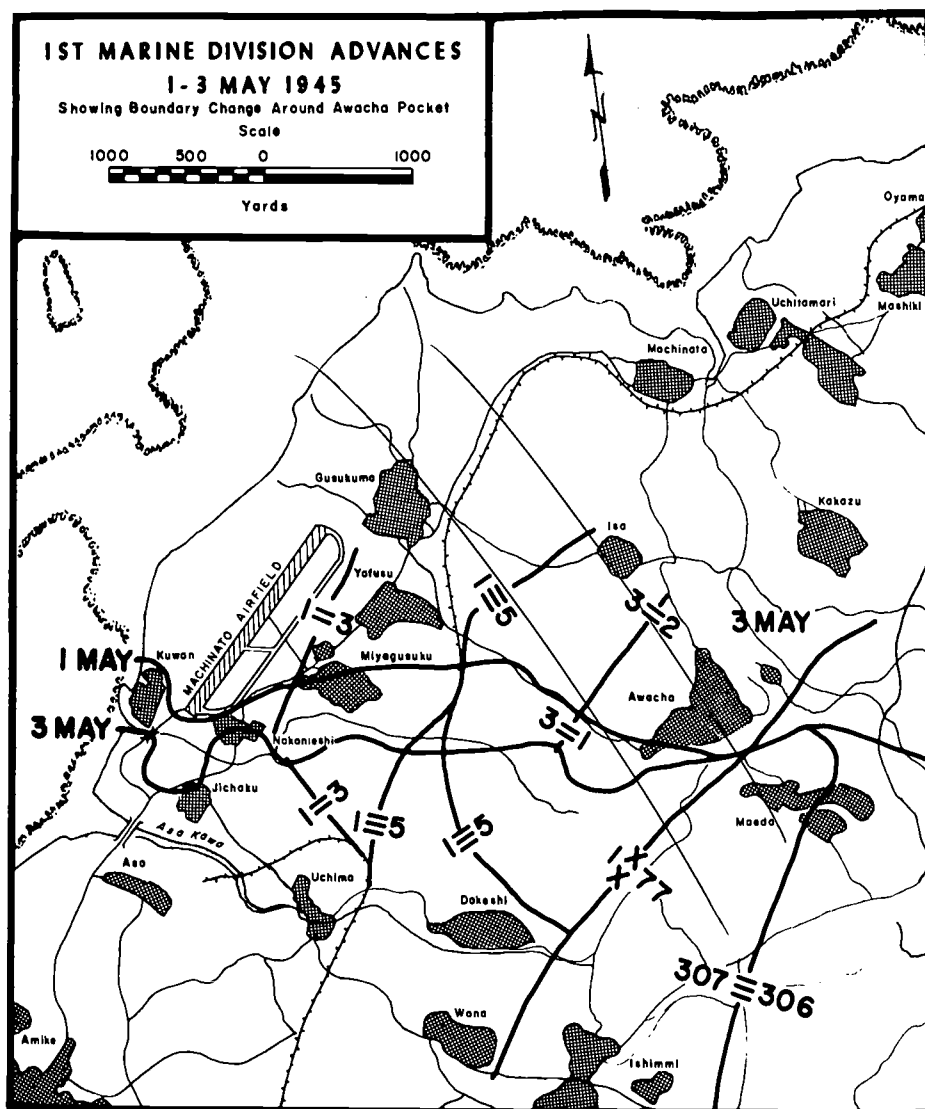 1ST MARINE DIVISION ADVANCES
1-3 MAY 1945
Showing Boundary Change Around Awacha Pocket
Scale
1000 500 0 1000
Yards
N
Oyama
Uchitamari
Mashiki
Machinata
Gusukuma
Kakazu
Isa
MACHINATO AIRFIELD
Yafusu
1 3
1 5
3 2
3 MAY
1 MAY
Kuwan
Miyagusuku
Awacha
3 MAY
Nakanieshi
3 1
Jichaku
1 3
1 5
1 5
Maeda
Asa Kawa
Asa
Uchima
1 X 77
X
Dakeshi
307 306
Wana
Amike
Ishimmi